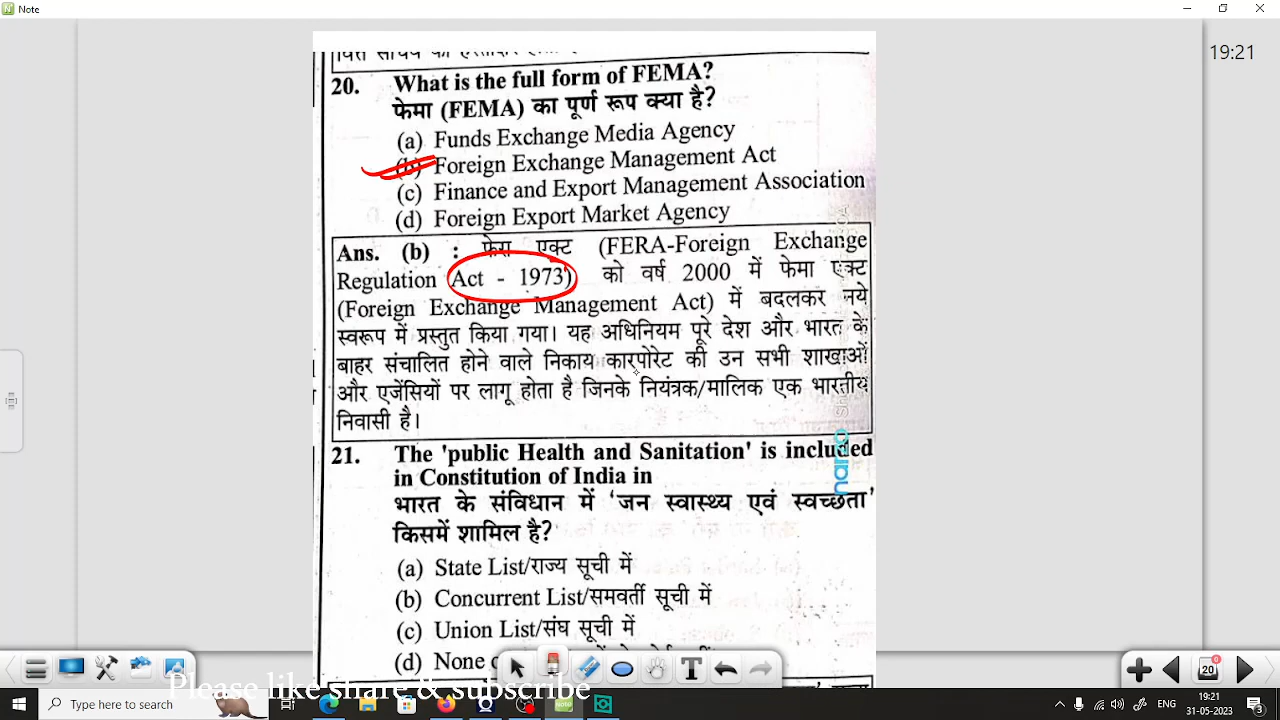 Note
19:21
20. What is the full form of FEMA?
फेमा (FEMA) का पूर्ण रूप क्या है?
(a) Funds Exchange Media Agency
(b) Foreign Exchange Management Act
(c) Finance and Export Management Association
(d) Foreign Export Market Agency
Ans. (b) : फेरा एक्ट (FERA-Foreign Exchange
Regulation Act - 1973) को वर्ष 2000 में फेमा एक्ट
(Foreign Exchange Management Act) में बदलकर नये
स्वरूप में प्रस्तुत किया गया। यह अधिनियम पूरे देश और भारत के
बाहर संचालित होने वाले निकाय कारपोरेट की उन सभी शाखाओं
और एजेंसियों पर लागू होता है जिनके नियंत्रक/मालिक एक भारतीय
निवासी है।
narzo
21. The 'public Health and Sanitation' is included
in Constitution of India in
भारत के संविधान में 'जन स्वास्थ्य एवं स्वच्छता'
किसमें शामिल है?
(a) State List/राज्य सूची में
(b) Concurrent List/समवर्ती सूची में
(c) Union List/संघ सूची में
(d) None
T
20
Please like share & subscribe
Type here to search
ENG
19:21
31-05-2023